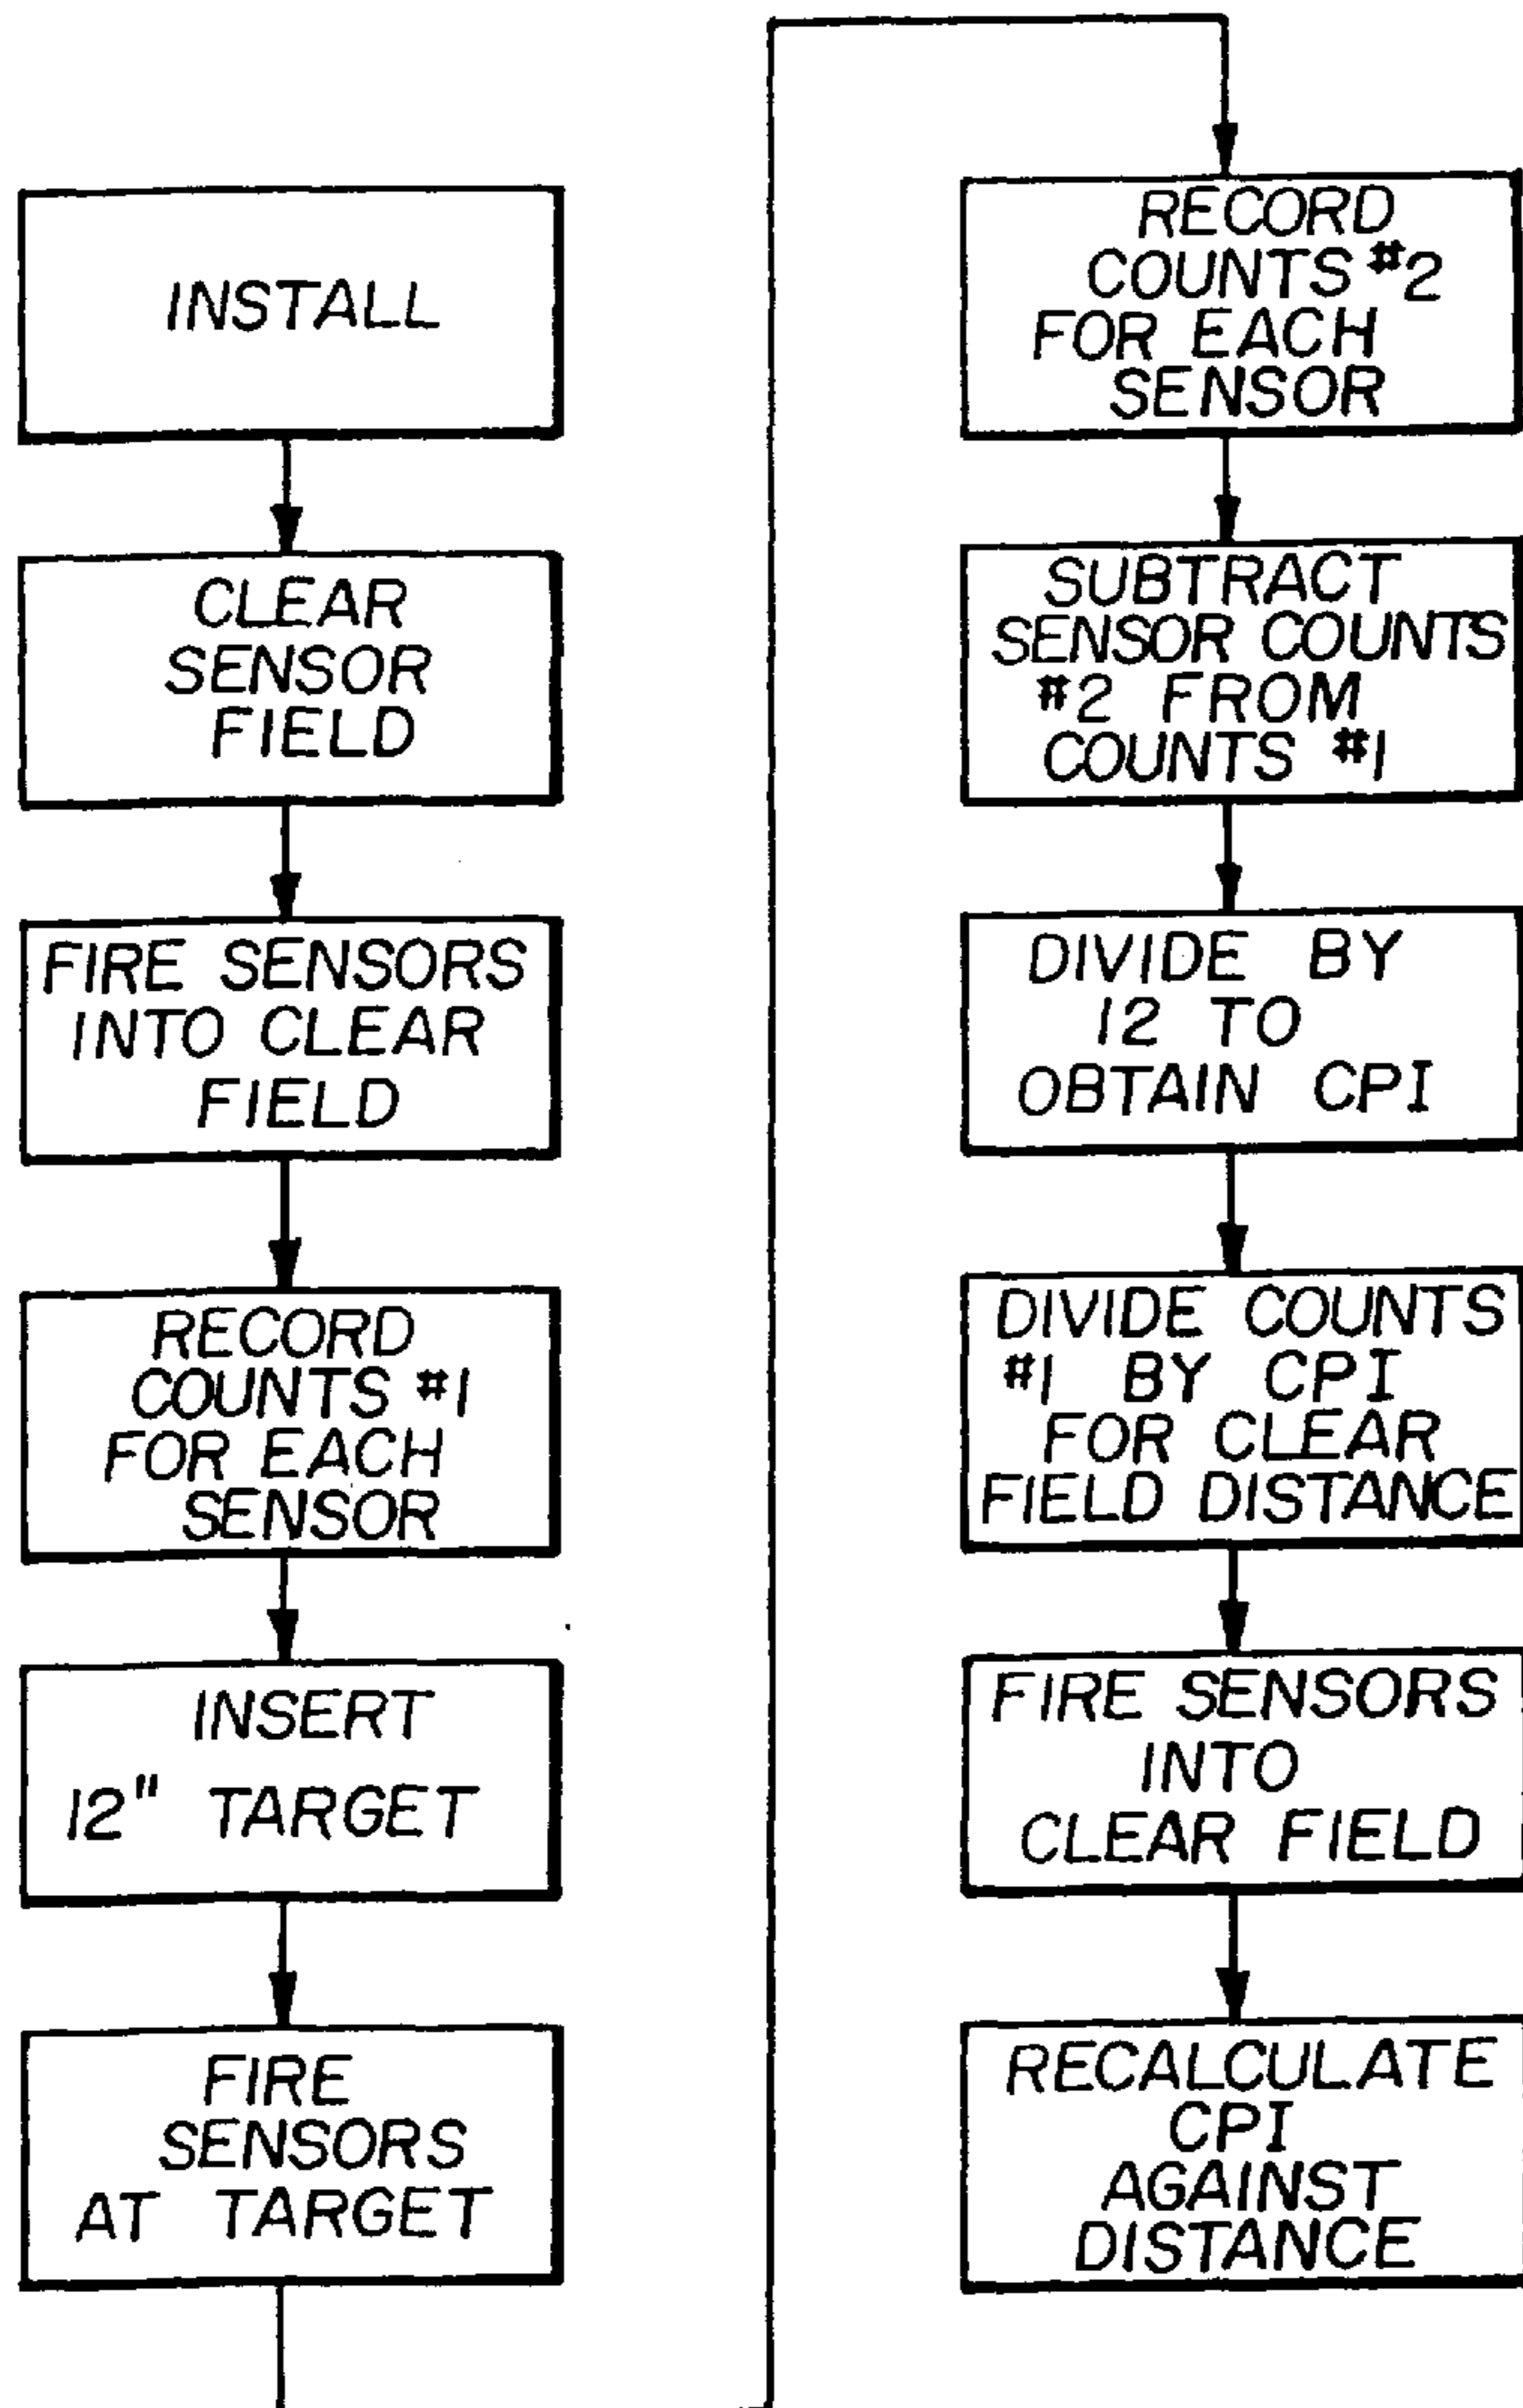 INSTALL
CLEAR
SENSOR
FIELD
FIRE SENSORS
INTO CLEAR
FIELD
RECORD
COUNTS #1
FOR EACH
SENSOR
INSERT
12" TARGET
FIRE
SENSORS
AT TARGET
RECORD
COUNTS #2
FOR EACH
SENSOR
SUBTRACT
SENSOR COUNTS
#2 FROM
COUNTS #1
DIVIDE BY
12 TO
OBTAIN CPI
DIVIDE COUNTS
#1 BY CPI
FOR CLEAR
FIELD DISTANCE
FIRE SENSORS
INTO
CLEAR FIELD
RECALCULATE
CPI
AGAINST
DISTANCE